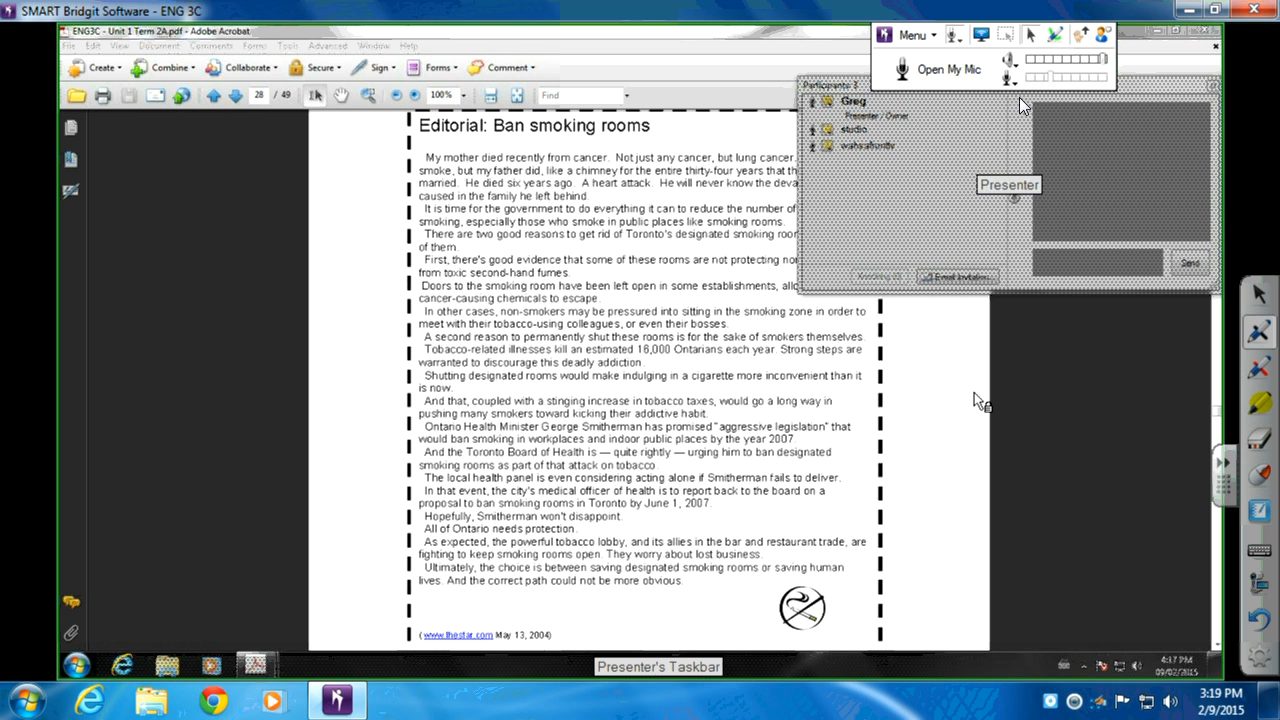 SMART Bridgit Software - ENG 3C
ENG3C - Unit 1 Term 2A.pdf - Adobe Acrobat
File Edit View Document Comments Forms Tools Advanced Window Help
Menu
Open My Mic
Create Combine Collaborate Secure Sign Forms Comment
28 / 49 100% Find
Participants 3
Greg
Presenter / Owner
studio
Presenter
Email Invitation...
Send
Editorial: Ban smoking rooms
My mother died recently from cancer. Not just any cancer, but lung cancer.
smoke, but my father did, like a chimney for the entire thirty-four years that th
married. He died six years ago. A heart attack. He will never know the deva
caused in the family he left behind.
It is time for the government to do everything it can to reduce the number of
smoking, especially those who smoke in public places like smoking rooms.
There are two good reasons to get rid of Toronto's designated smoking roor
of them.
First, there's good evidence that some of these rooms are not protecting nor
from toxic second-hand fumes.
Doors to the smoking room have been left open in some establishments, allo
cancer-causing chemicals to escape.
In other cases, non-smokers may be pressured into sitting in the smoking zone in order to
meet with their tobacco-using colleagues, or even their bosses.
A second reason to permanently shut these rooms is for the sake of smokers themselves.
Tobacco-related illnesses kill an estimated 16,000 Ontarians each year. Strong steps are
warranted to discourage this deadly addiction.
Shutting designated rooms would make indulging in a cigarette more inconvenient than it
is now.
And that, coupled with a stinging increase in tobacco taxes, would go a long way in
pushing many smokers toward kicking their addictive habit.
Ontario Health Minister George Smitherman has promised "aggressive legislation" that
would ban smoking in workplaces and indoor public places by the year 2007.
And the Toronto Board of Health is — quite rightly — urging him to ban designated
smoking rooms as part of that attack on tobacco.
The local health panel is even considering acting alone if Smitherman fails to deliver.
In that event, the city's medical officer of health is to report back to the board on a
proposal to ban smoking rooms in Toronto by June 1, 2007.
Hopefully, Smitherman won't disappoint.
All of Ontario needs protection.
As expected, the powerful tobacco lobby, and its allies in the bar and restaurant trade, are
fighting to keep smoking rooms open. They worry about lost business.
Ultimately, the choice is between saving designated smoking rooms or saving human
lives. And the correct path could not be more obvious.
(www.thestar.com May 13, 2004)
Presenter's Taskbar
4:17 PM
09/02/2015
3:19 PM
2/9/2015